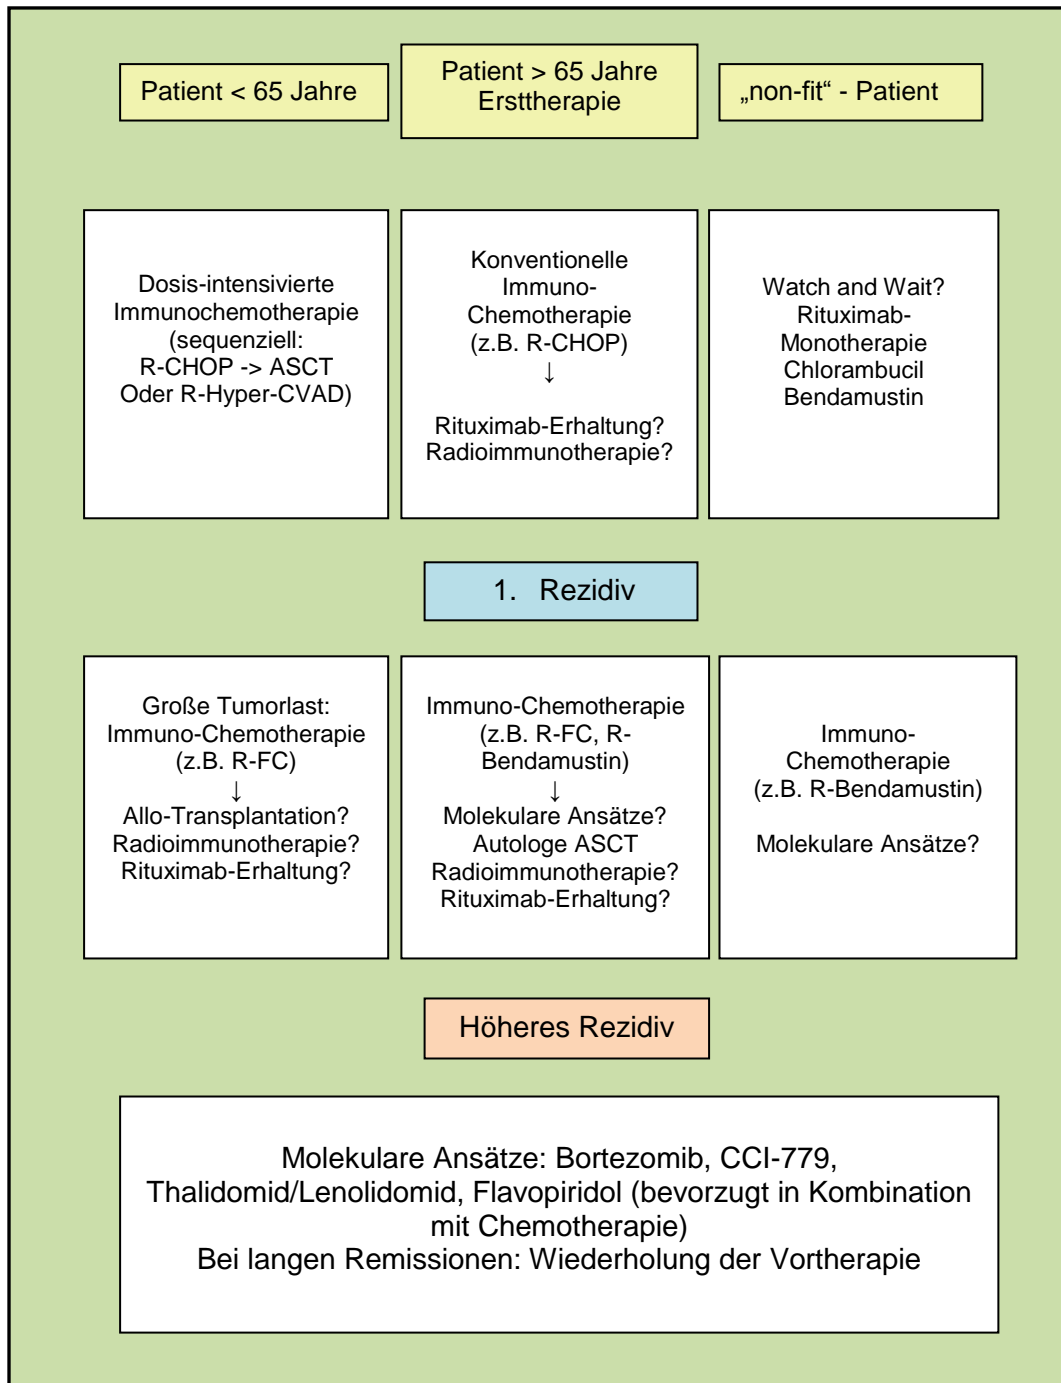 Patient < 65 Jahre
Patient > 65 Jahre
Ersttherapie
„non-fit“ - Patient
Dosis-intensivierte
Immunochemotherapie
(sequenziell:
R-CHOP -> ASCT
Oder R-Hyper-CVAD)
Konventionelle
Immuno-
Chemotherapie
(z.B. R-CHOP)
↓
Rituximab-Erhaltung?
Radioimmunotherapie?
Watch and Wait?
Rituximab-
Monotherapie
Chlorambucil
Bendamustin
1. Rezidiv
Große Tumorlast:
Immuno-Chemotherapie
(z.B. R-FC)
↓
Allo-Transplantation?
Radioimmunotherapie?
Rituximab-Erhaltung?
Immuno-Chemotherapie
(z.B. R-FC, R-
Bendamustin)
↓
Molekulare Ansätze?
Autologe ASCT
Radioimmunotherapie?
Rituximab-Erhaltung?
Immuno-
Chemotherapie
(z.B. R-Bendamustin)
Molekulare Ansätze?
Höheres Rezidiv
Molekulare Ansätze: Bortezomib, CCI-779,
Thalidomid/Lenolidomid, Flavopiridol (bevorzugt in Kombination
mit Chemotherapie)
Bei langen Remissionen: Wiederholung der Vortherapie